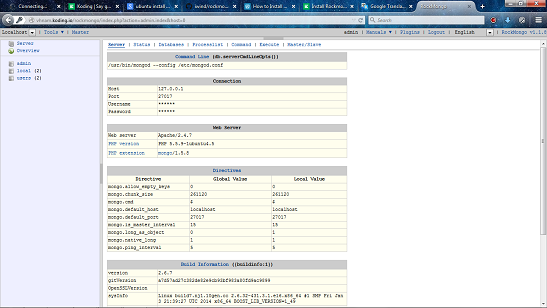 Connecting...
Koding | Say g...
ubuntu install ...
iwind/rockmo...
How to Install ...
Install Rockmo...
Google Transla...
RockMongo
vhnam.koding.io/rockmongo/index.php?action=admin.index&host=0
Search
Localhost | Tools | Master
admin | Manuals | Plugins | Logout | English
RockMongo v1.1.8
Server
Overview
admin
local (2)
users (2)
Server | Status | Databases | Processlist | Command | Execute | Master/Slave
Command Line (db.serverCmdLineOpts())
/usr/bin/mongod --config /etc/mongod.conf
Connection
Host 127.0.0.1
Port 27017
Username ******
Password ******
Web Server
Web server Apache/2.4.7
PHP version PHP 5.5.9-1ubuntu4.5
PHP extension mongo/1.5.8
Directives
Directive Global Value Local Value
mongo.allow_empty_keys 0 0
mongo.chunk_size 261120 261120
mongo.cmd $ $
mongo.default_host localhost localhost
mongo.default_port 27017 27017
mongo.is_master_interval 15 15
mongo.long_as_object 0 0
mongo.native_long 1 1
mongo.ping_interval 5 5
Build Information ({buildinfo:1})
version 2.6.7
gitVersion
OpenSSLVersion
sysInfo Linux build7.nj1.10gen.cc 2.6.32-431.3.1.el6.x86_64 #1 SMP Fri Jan
3 21:39:27 UTC 2014 x86_64 BOOST_LIB_VERSION=1_49